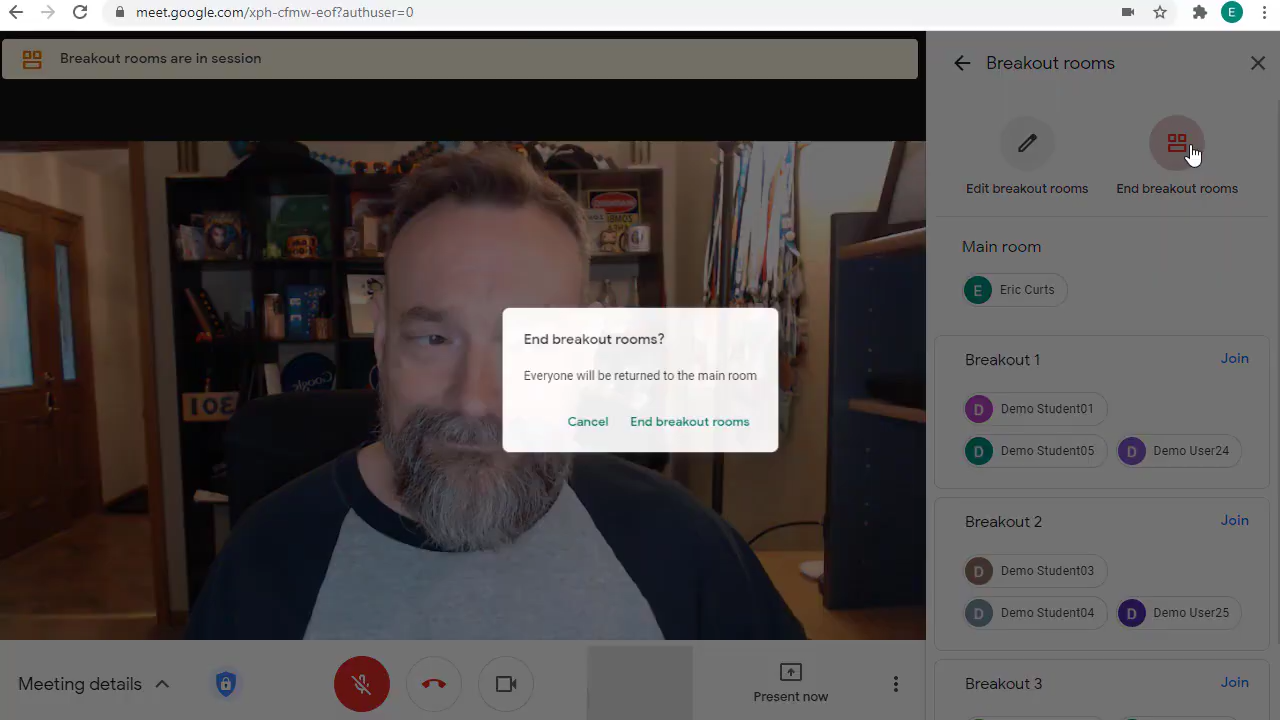 meet.google.com/xph-cfmw-eof?authuser=0
E
Breakout rooms are in session
Breakout rooms
Edit breakout rooms
End breakout rooms
Main room
E Eric Curts
Breakout 1
Join
D Demo Student01
D Demo Student05
D Demo User24
Breakout 2
Join
D Demo Student03
D Demo Student04
D Demo User25
Breakout 3
Join
End breakout rooms?
Everyone will be returned to the main room
Cancel
End breakout rooms
Meeting details
Present now